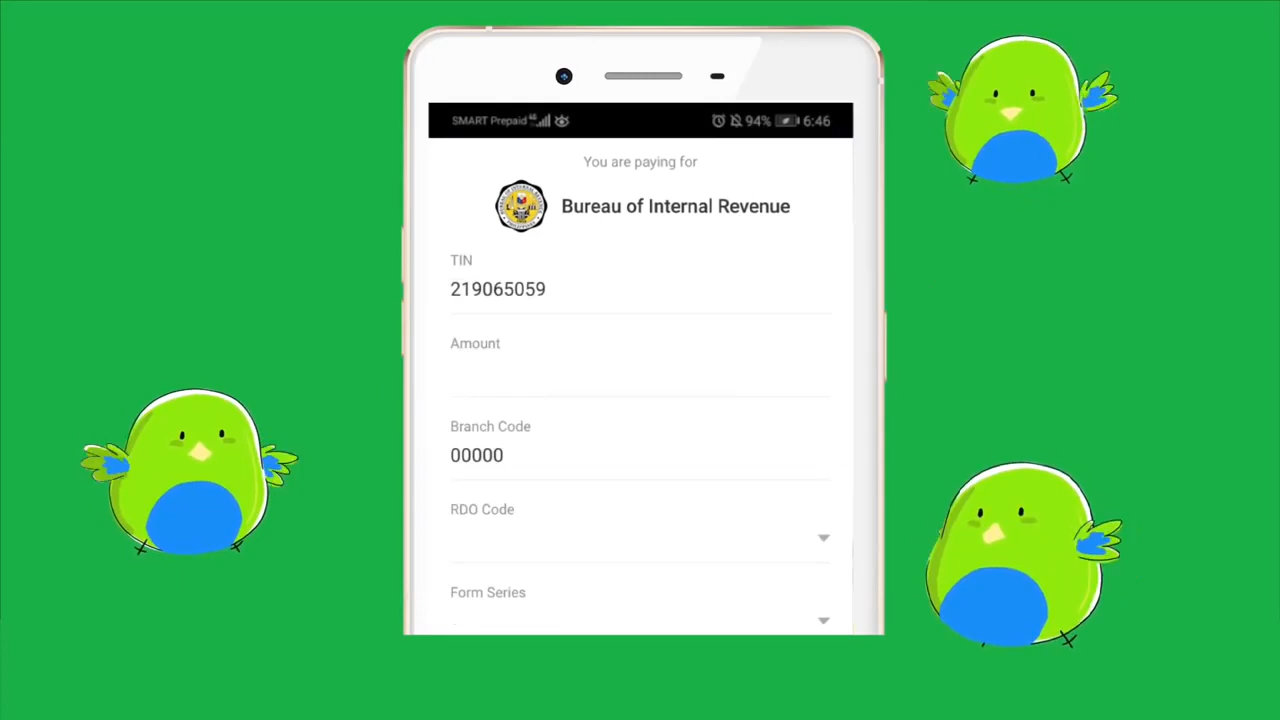 SMART Prepaid 94% 6:46
You are paying for
Bureau of Internal Revenue
TIN
219065059
Amount
Branch Code
00000
RDO Code
Form Series